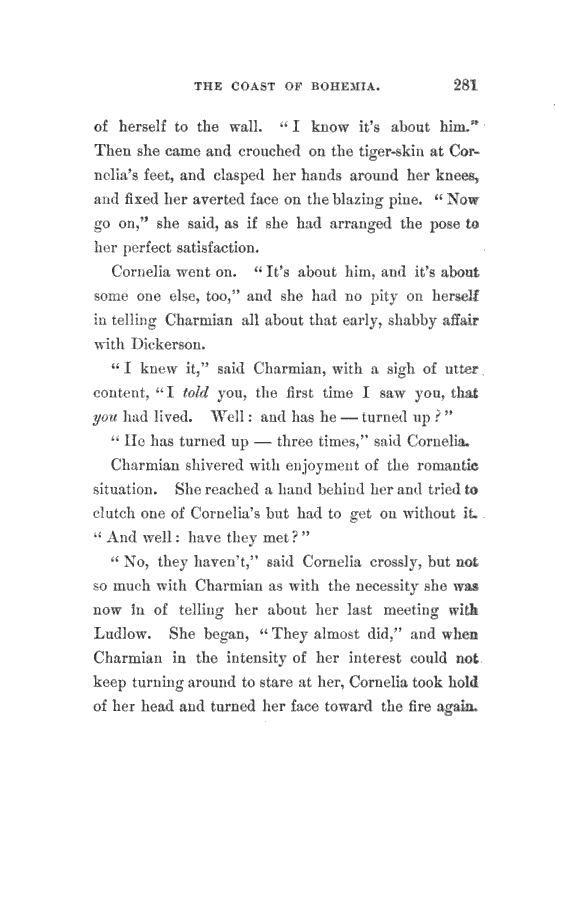 THE COAST OF BOHEMIA. 281
of herself to the wall. “I know it's about him.”
Then she came and crouched on the tiger-skin at Cor-
nelia's feet, and clasped her hands around her knees,
and fixed her averted face on the blazing pine. “Now
go on,” she said, as if she had arranged the pose to
her perfect satisfaction.
Cornelia went on. “It's about him, and it's about
some one else, too,” and she had no pity on herself
in telling Charmian all about that early, shabby affair
with Dickerson.
“I knew it,” said Charmian, with a sigh of utter
content, “I told you, the first time I saw you, that
you had lived. Well: and has he — turned up?”
“He has turned up — three times,” said Cornelia.
Charmian shivered with enjoyment of the romantic
situation. She reached a hand behind her and tried to
clutch one of Cornelia's but had to get on without it.
“And well: have they met?”
“No, they haven't,” said Cornelia crossly, but not
so much with Charmian as with the necessity she was
now in of telling her about her last meeting with
Ludlow. She began, “They almost did,” and when
Charmian in the intensity of her interest could not
keep turning around to stare at her, Cornelia took hold
of her head and turned her face toward the fire again.